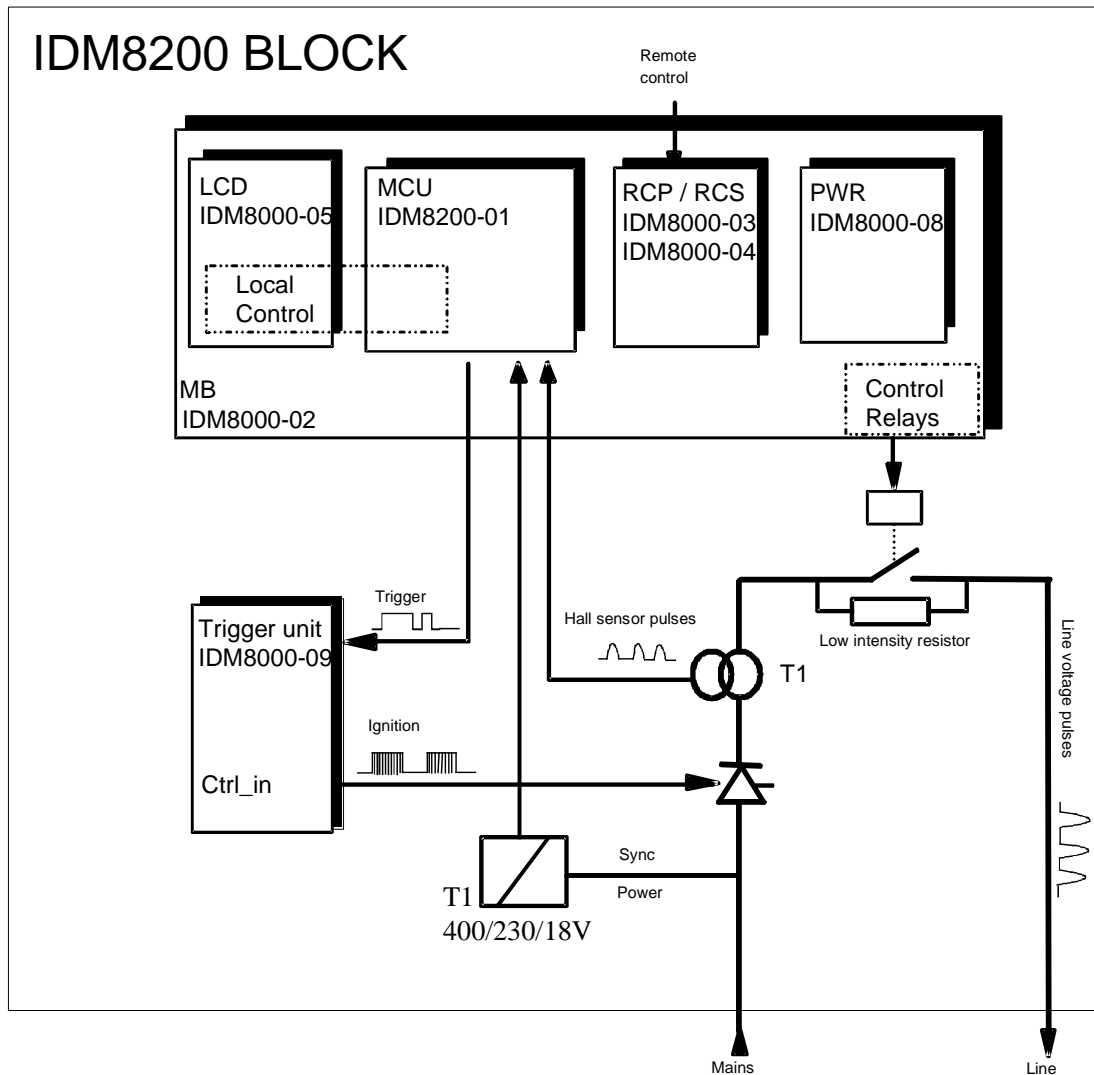 IDM8200 BLOCK
Remote
control
LCD
IDM8000-05
MCU
IDM8200-01
RCP / RCS
IDM8000-03
IDM8000-04
PWR
IDM8000-08
Local
Control
MB
IDM8000-02
Control
Relays
Trigger
Trigger unit
IDM8000-09
Hall sensor pulses
Low intensity resistor
T1
Line voltage pulses
Ignition
Ctrl_in
Sync
Power
T1
400/230/18V
Mains
Line